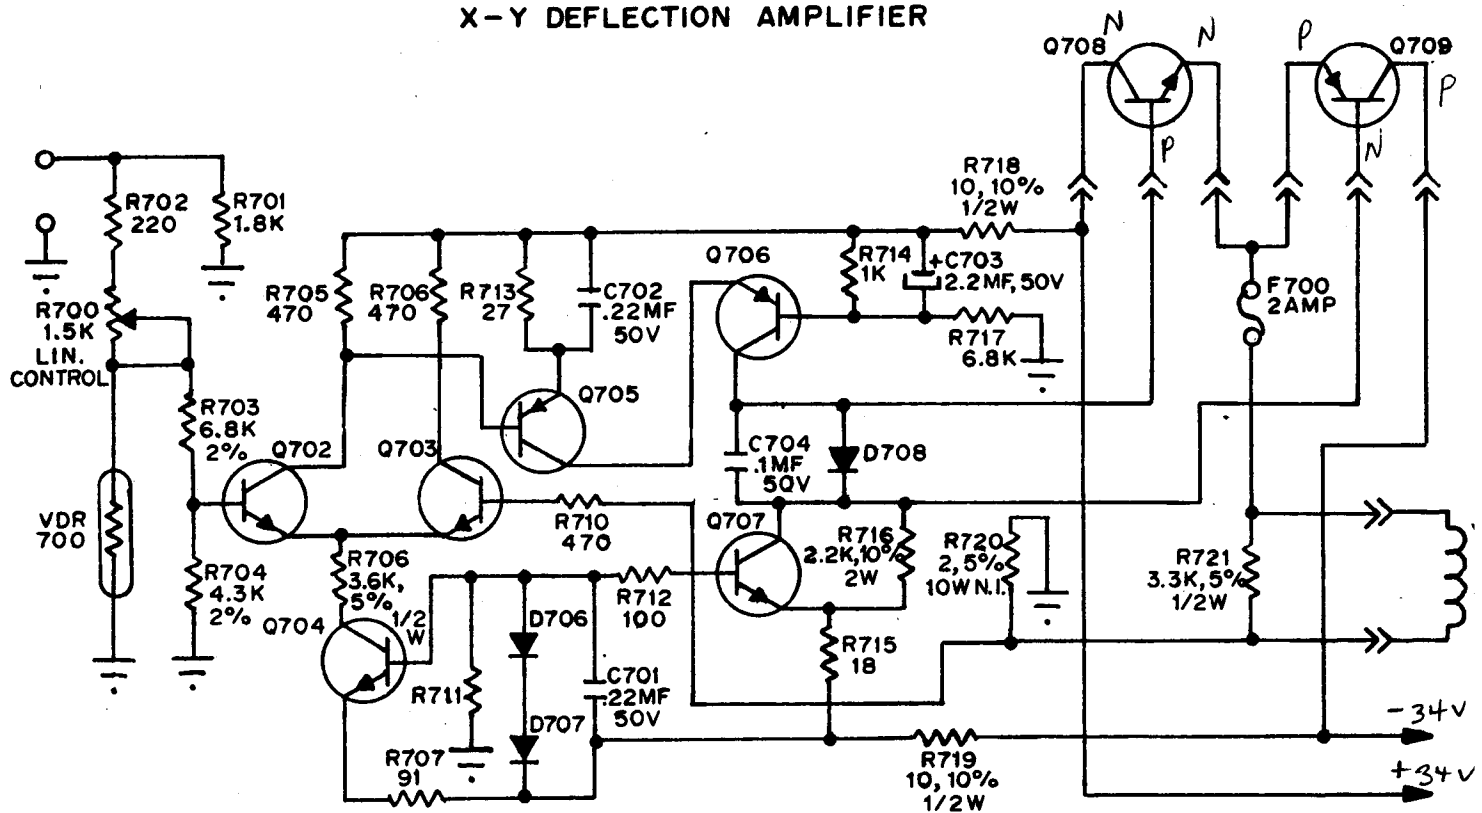 X-Y DEFLECTION AMPLIFIER
N
N
P
Q708
Q709
P
P
N
R702
220
R701
1.8K
R718
10, 10%
1/2W
R700
1.5K
LIN.
CONTROL
R705
470
R706
470
R713
27
C702
.22MF
50V
Q706
R714
1K
+
C703
2.2MF, 50V
R717
6.8K
F700
2AMP
R703
6.8K
2%
Q702
Q703
Q705
C704
.1MF
50V
D708
VDR
700
R710
470
Q707
R716
2.2K, 10%
2W
R720
2, 5%
10W N.I.
R721
3.3K, 5%
1/2W
R704
4.3K
2%
R706
3.6K,
5%
1/2
W
Q704
R712
100
D706
R711
C701
.22MF
50V
R715
18
D707
R707
91
R719
10, 10%
1/2W
-34V
+34V